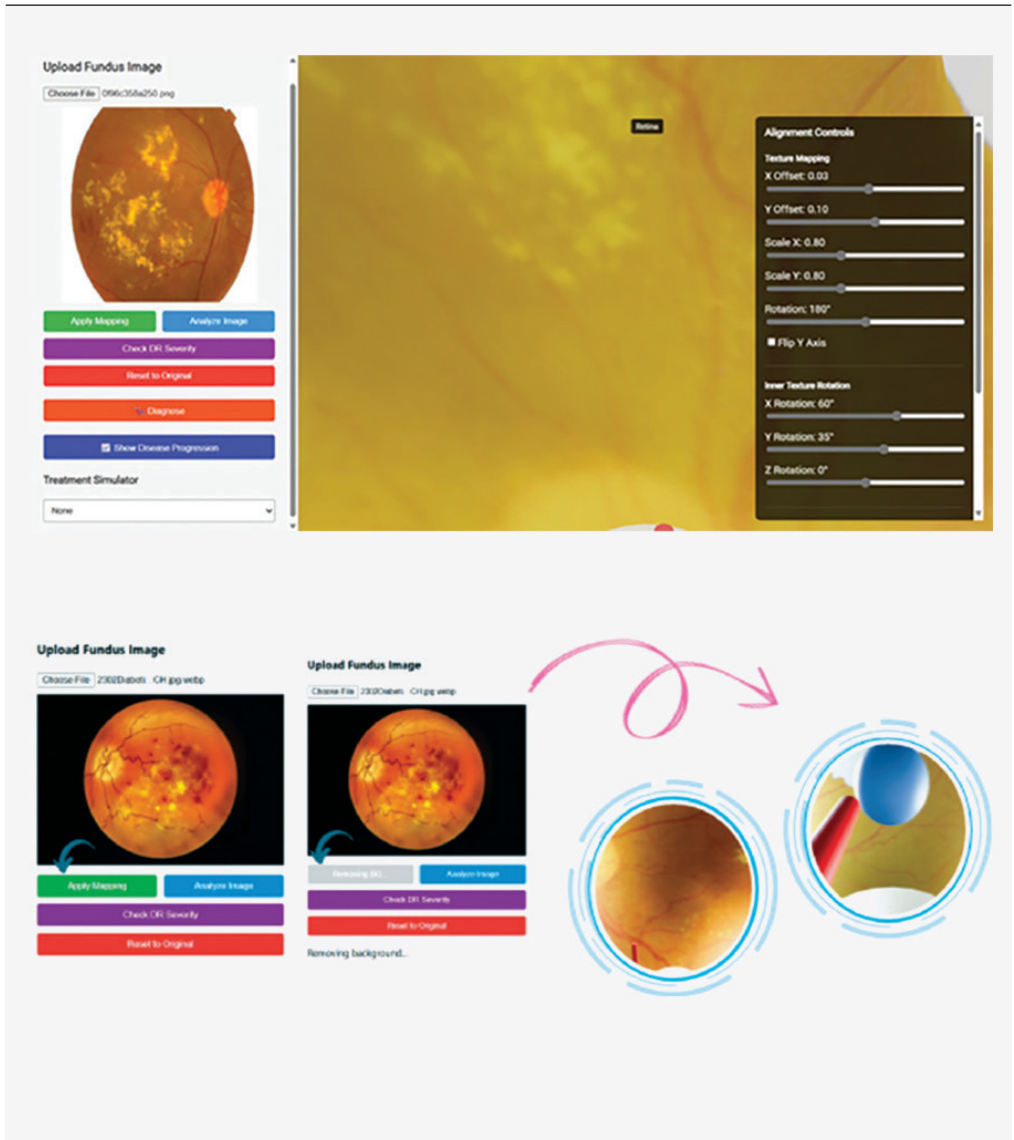 Upload Fundus Image
Choose File 0f96c358a250.png
Apply Mapping
Analyze Image
Check DR Severity
Reset to Original
Diagnose
Show Disease Progression
Treatment Simulator
None
Retina
Alignment Controls
Texture Mapping
X Offset: 0.03
Y Offset: 0.10
Scale X: 0.80
Scale Y: 0.80
Rotation: 180°
Flip Y Axis
Inner Texture Rotation
X Rotation: 60°
Y Rotation: 35°
Z Rotation: 0°
Upload Fundus Image
Choose File
Apply Mapping
Analyze Image
Check DR Severity
Reset to Original
Upload Fundus Image
Choose File
Removing BG...
Analyze Image
Check DR Severity
Reset to Original
Removing background...